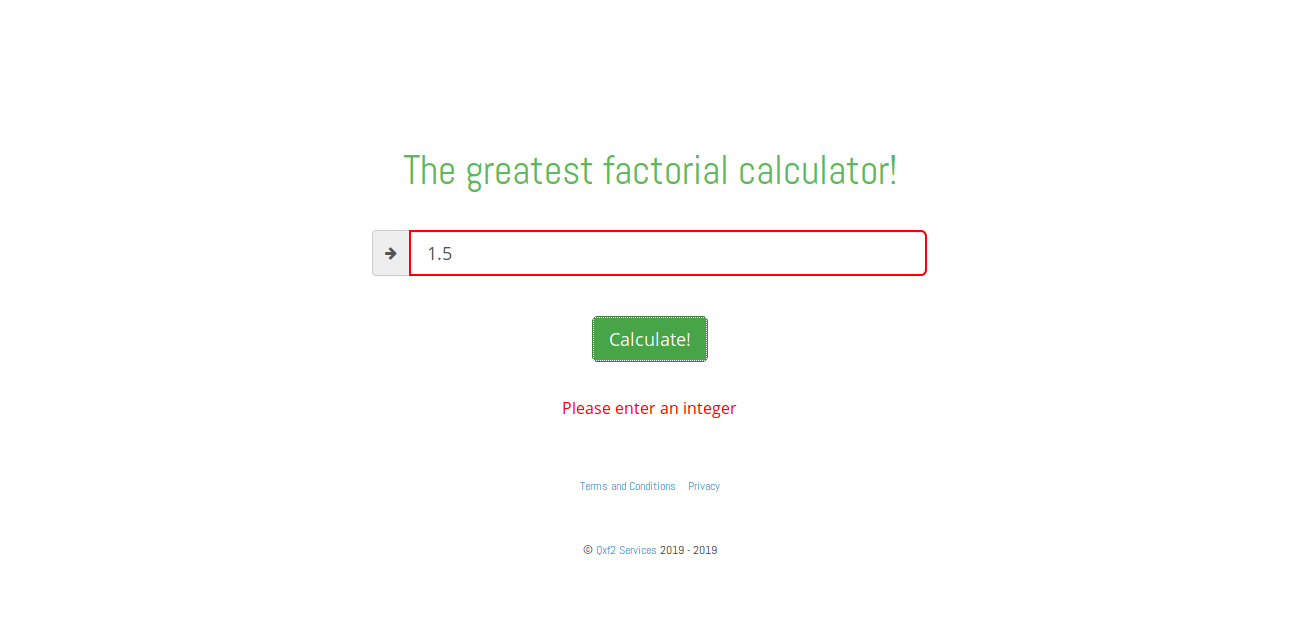 The greatest factorial calculator!
1.5
Calculate!
Please enter an integer
Terms and Conditions Privacy
© Qxf2 Services 2019 - 2019